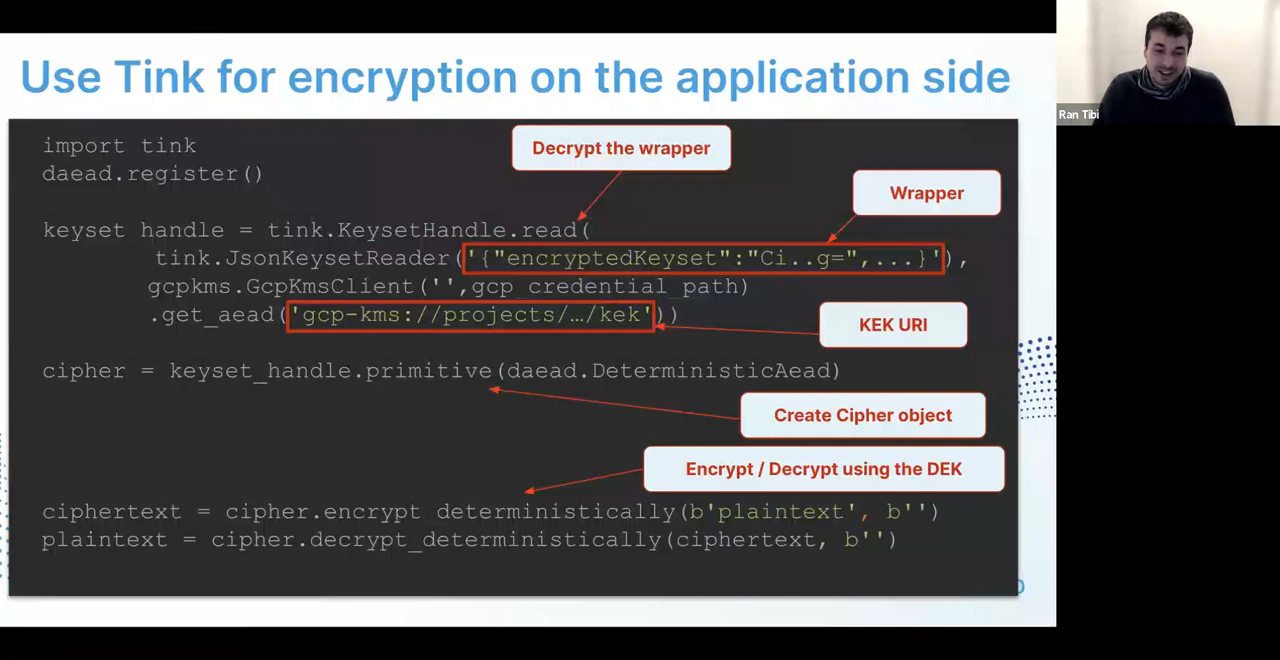 Use Tink for encryption on the application side
Ran Tibi
import tink
daead.register()
Decrypt the wrapper
Wrapper
keyset handle = tink.KeysetHandle.read(
tink.JsonKeysetReader('{"encryptedKeyset":"Ci..g=",...}'),
gcpkms.GcpKmsClient('',gcp_credential_path)
.get_aead('gcp-kms://projects/…/kek'))
KEK URI
cipher = keyset_handle.primitive(daead.DeterministicAead)
Create Cipher object
Encrypt / Decrypt using the DEK
ciphertext = cipher.encrypt deterministically(b'plaintext', b'')
plaintext = cipher.decrypt_deterministically(ciphertext, b'')